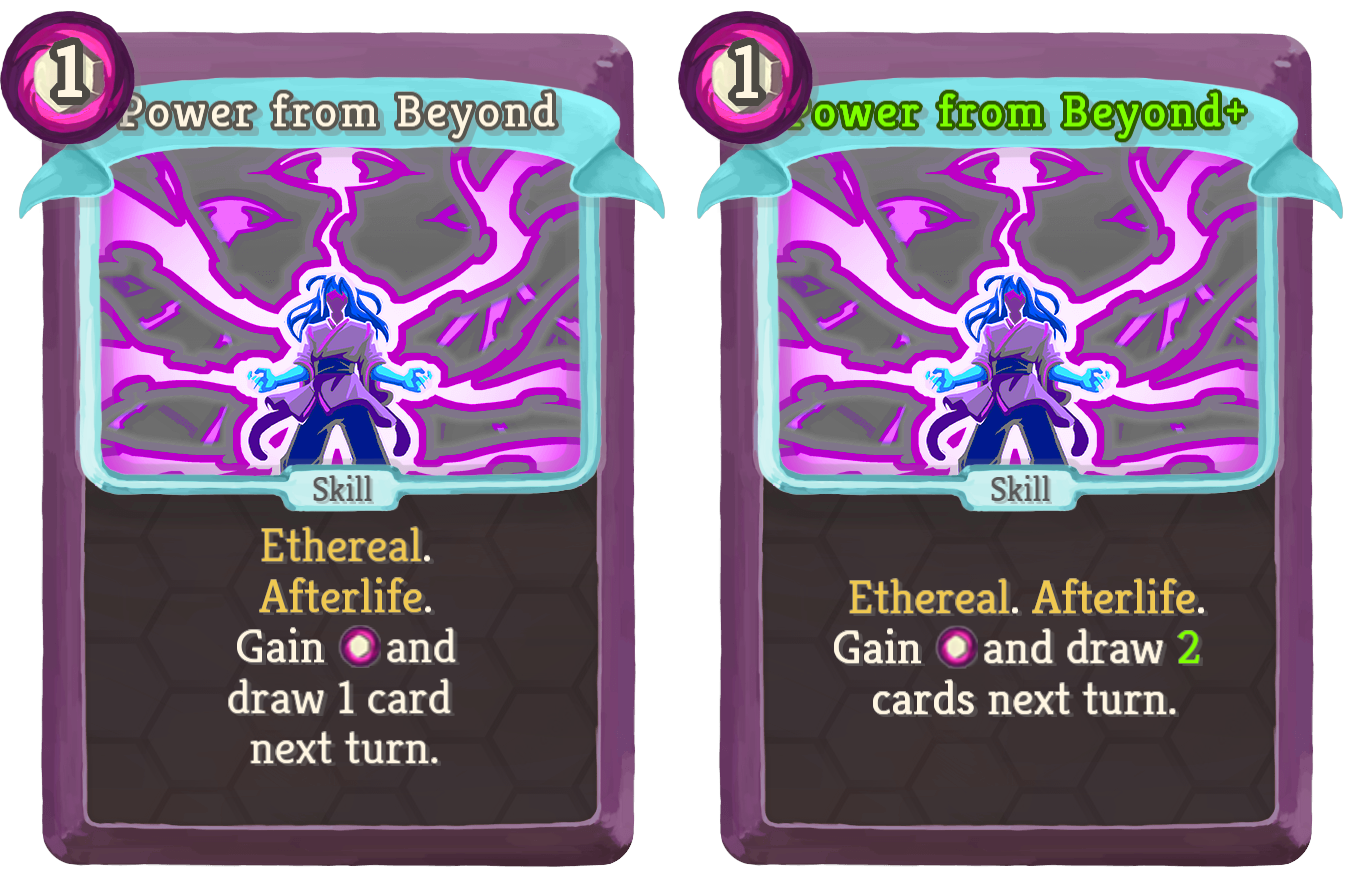 1
Power from Beyond
Skill
Ethereal.
Afterlife.
Gain and
draw 1 card
next turn.
1
Power from Beyond+
Skill
Ethereal. Afterlife.
Gain and draw 2
cards next turn.